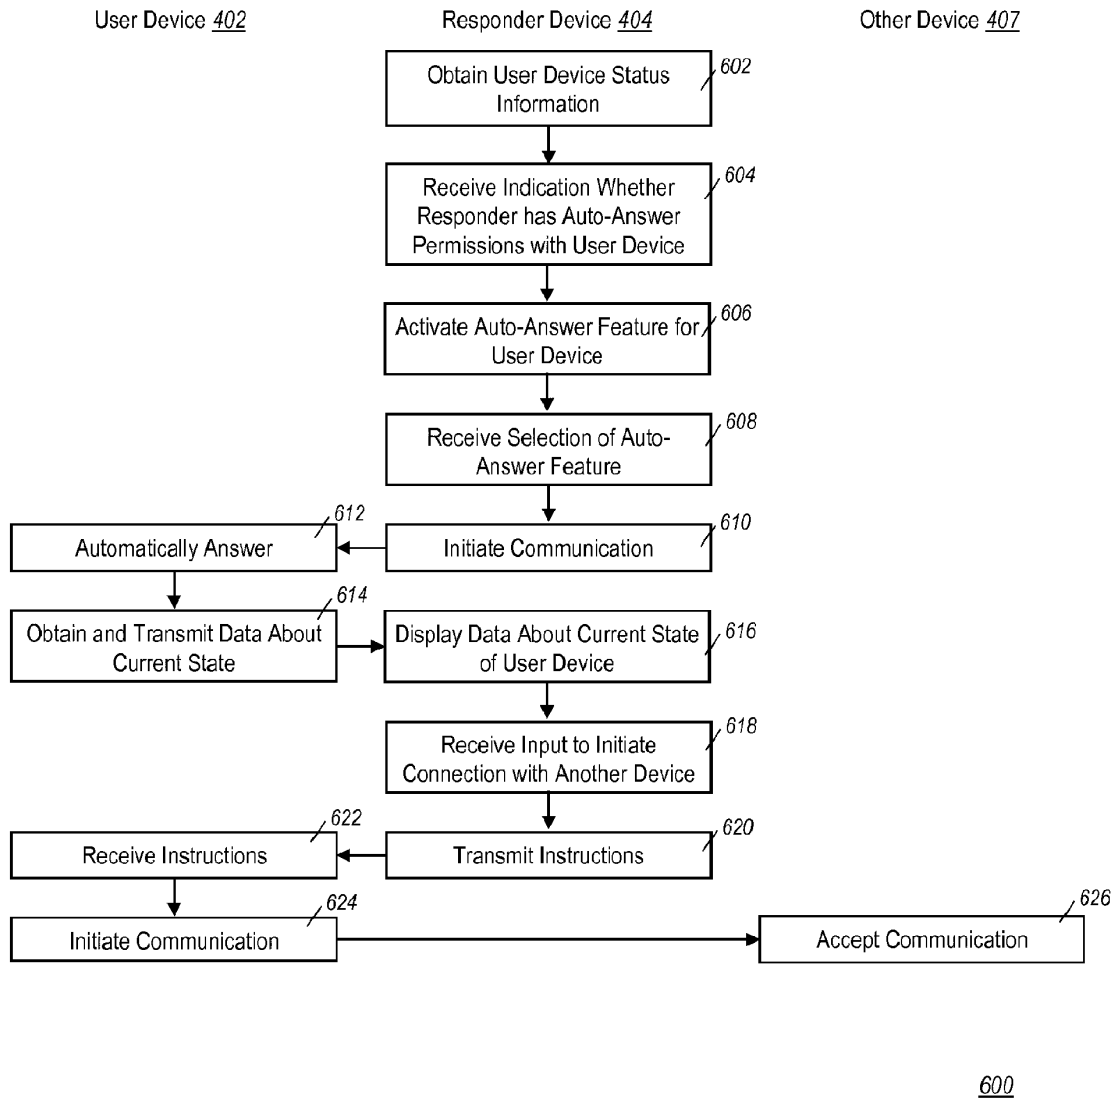 User Device 402
Responder Device 404
Other Device 407
602
Obtain User Device Status
Information
604
Receive Indication Whether
Responder has Auto-Answer
Permissions with User Device
606
Activate Auto-Answer Feature for
User Device
608
Receive Selection of Auto-
Answer Feature
612
Automatically Answer
610
Initiate Communication
614
Obtain and Transmit Data About
Current State
616
Display Data About Current State
of User Device
618
Receive Input to Initiate
Connection with Another Device
622
Receive Instructions
620
Transmit Instructions
624
Initiate Communication
626
Accept Communication
600